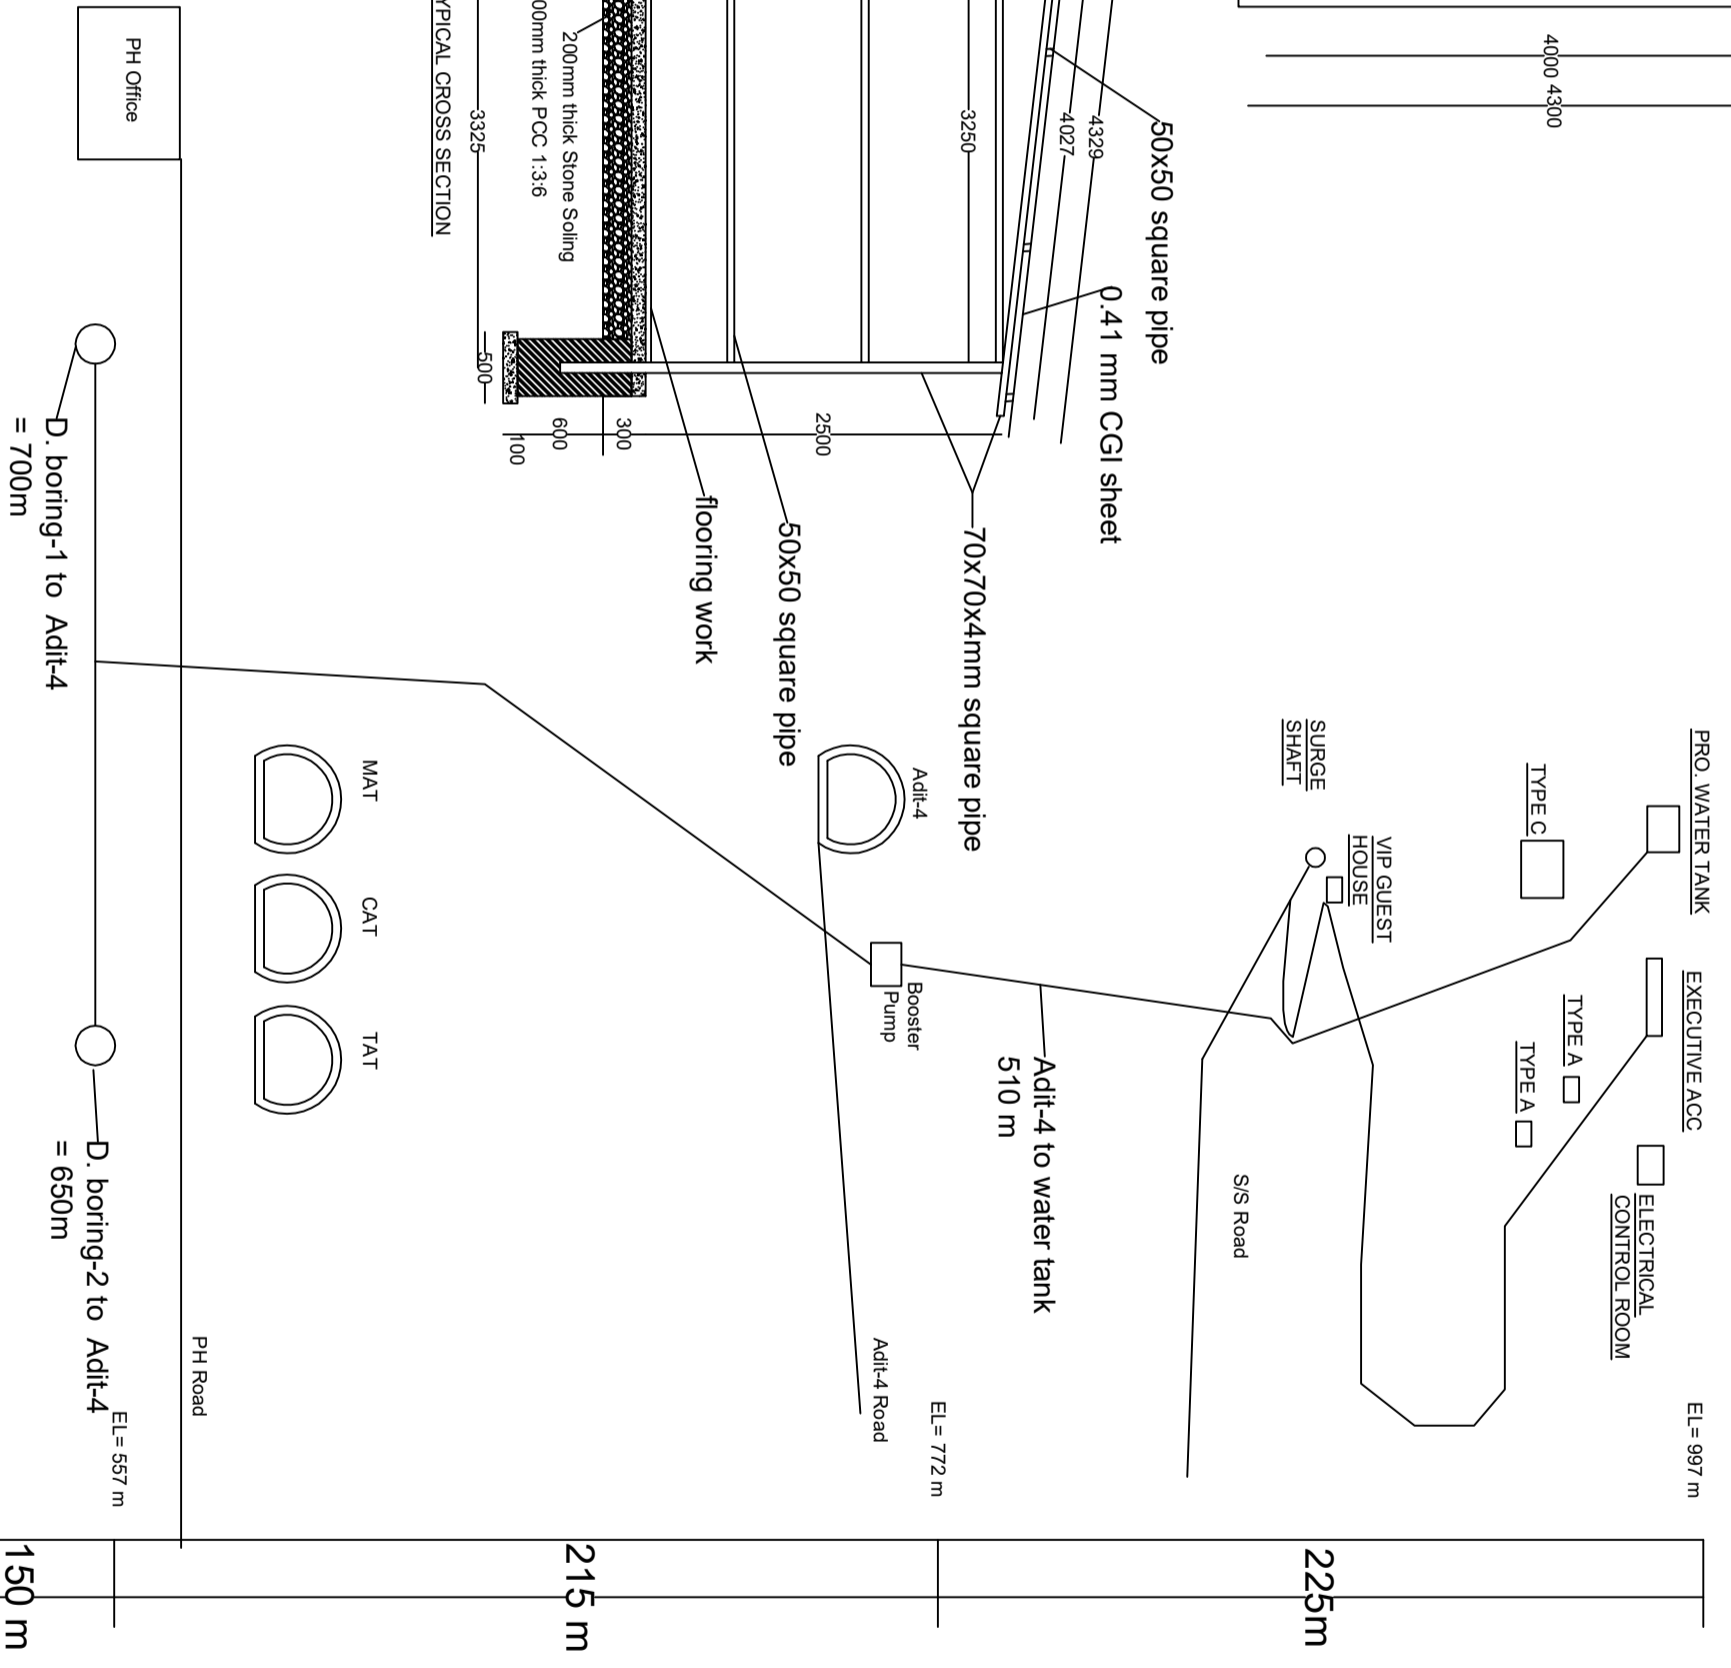 PRO. WATER TANK
EXECUTIVE ACC
EL= 997 m
ELECTRICAL
CONTROL ROOM
TYPE C
TYPE A
TYPE A
4000 4300
VIP GUEST
HOUSE
SURGE
SHAFT
225m
S/S Road
50x50 square pipe
0.41 mm CGI sheet
4329
4027
Adit-4 to water tank
510 m
3250
70x70x4mm square pipe
EL= 772 m
Adit-4
Booster
Pump
Adit-4 Road
2500
50x50 square pipe
flooring work
300
600
100
200mm thick Stone Soling
00mm thick PCC 1:3:6
215 m
500
3325
YPICAL CROSS SECTION
MAT
CAT
TAT
PH Road
PH Office
EL= 557 m
D. boring-1 to Adit-4
= 700m
D. boring-2 to Adit-4
= 650m
150 m